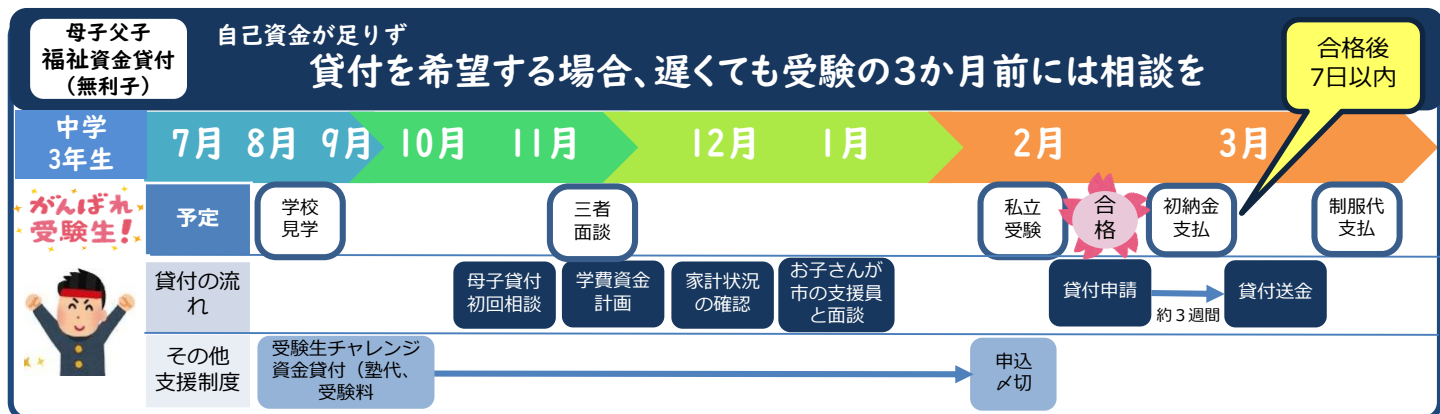 母子父子
福祉資金貸付
（無利子）
自己資金が足りず
貸付を希望する場合、遅くても受験の3か月前には相談を
合格後
7日以内
中学
3年生
7月 8月 9月 10月 11月 12月 1月 2月 3月
がんばれ
受験生！
予定
学校
見学
三者
面談
私立
受験
合
格
初納金
支払
制服代
支払
貸付の流
れ
母子貸付
初回相談
学費資金
計画
家計状況
の確認
お子さんが
市の支援員
と面談
貸付申請
約３週間
貸付送金
その他
支援制度
受験生チャレンジ
資金貸付（塾代、
受験料
申込
〆切